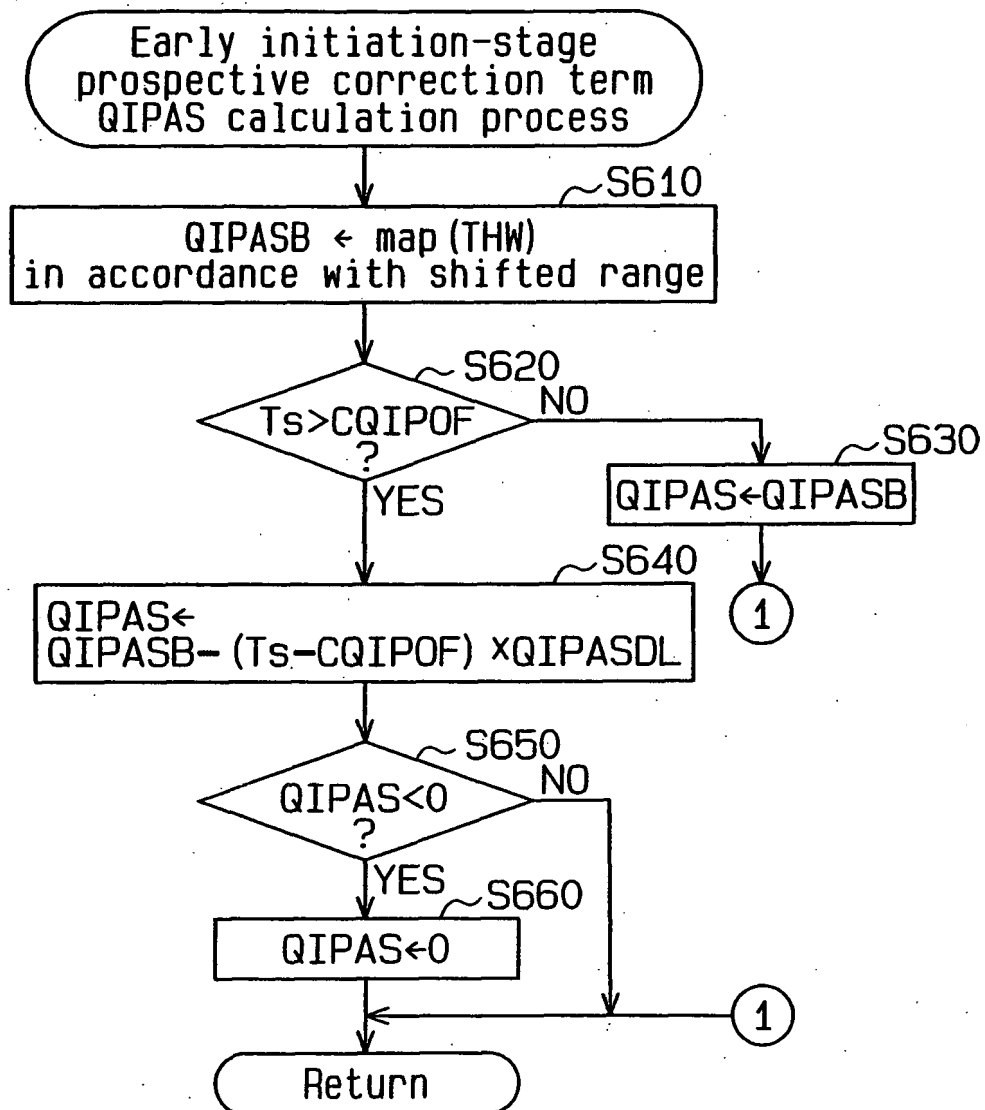 Early initiation-stage
prospective correction term
QIPAS calculation process
S610
QIPASB ← map (THW)
in accordance with shifted range
S620
Ts>CQIPOF
?
NO
YES
S630
QIPAS←QIPASB
1
S640
QIPAS←
QIPASB- (Ts-CQIPOF) ×QIPASDL
S650
QIPAS<0
?
NO
YES
S660
QIPAS←0
1
Return